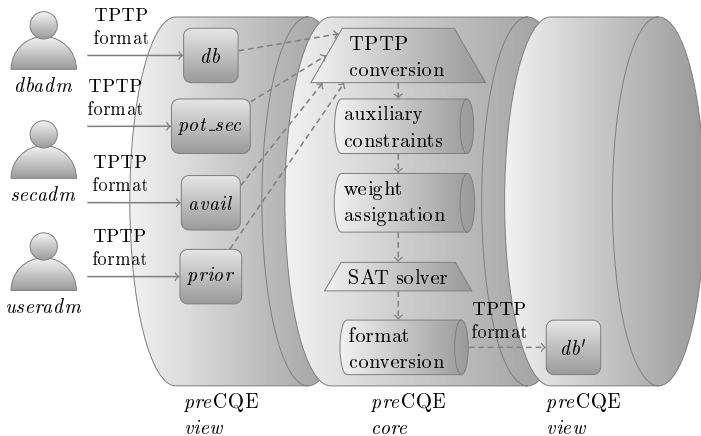 TPTP
format
db
dbadm
TPTP
format
pot_sec
secadm
TPTP
format
avail
TPTP
format
prior
useradm
TPTP
conversion
auxiliary
constraints
weight
assignation
SAT solver
format
conversion
TPTP
format
db′
preCQE
view
preCQE
core
preCQE
view